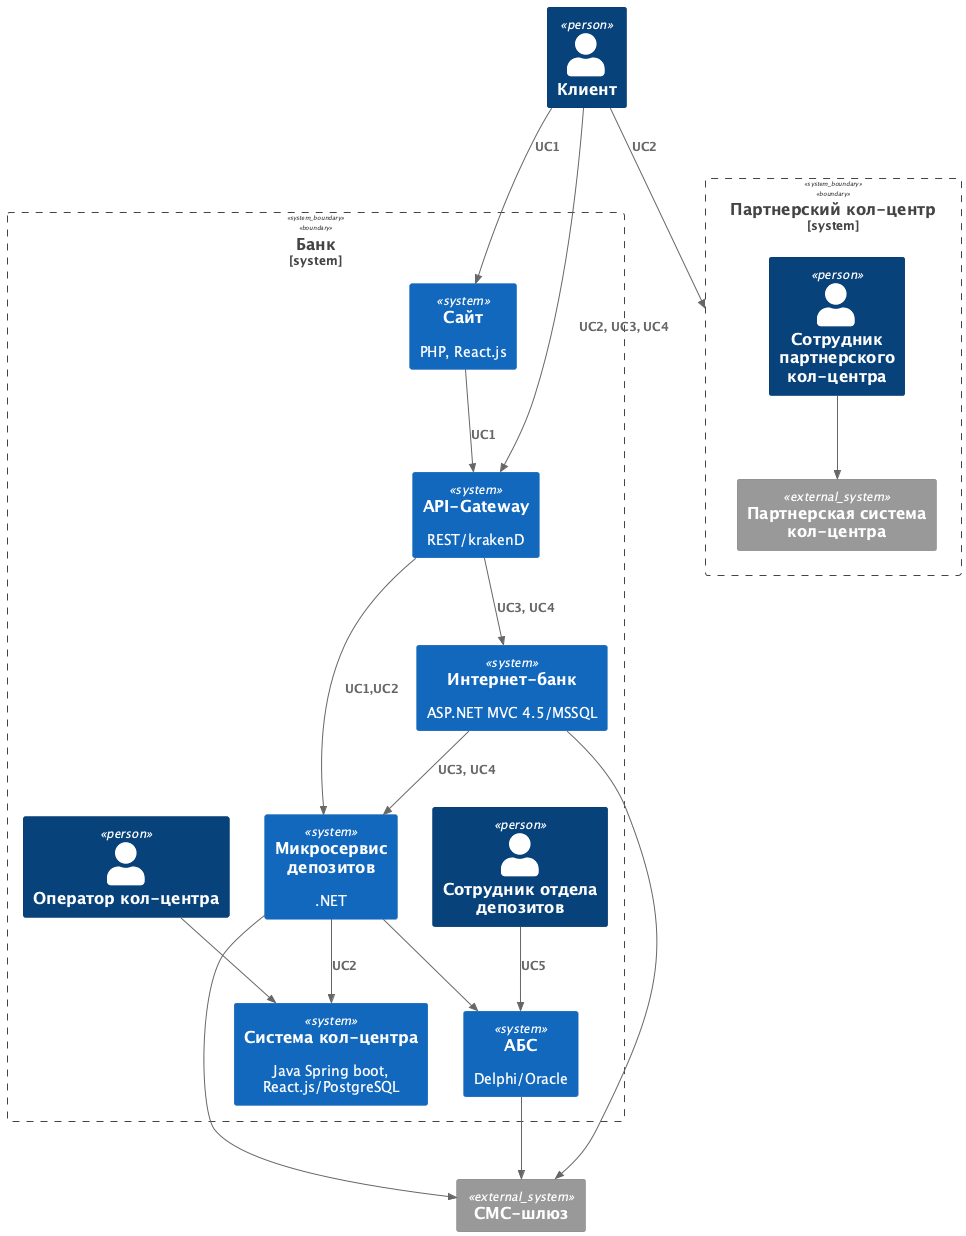 «person»
Клиент
UC1
UC2
«system_boundary»
«boundary»
Партнерский кол-центр
[system]
«system_boundary»
«boundary»
Банк
[system]
«person»
Сотрудник
партнерского
кол-центра
«system»
Сайт
PHP, React.js
UC2, UC3, UC4
UC1
«system»
API-Gateway
REST/krakenD
«external_system»
Партнерская система
кол-центра
UC3, UC4
«system»
Интернет-банк
ASP.NET MVC 4.5/MSSQL
UC1,UC2
UC3, UC4
«person»
Оператор кол-центра
«system»
Микросервис
депозитов
.NET
«person»
Сотрудник отдела
депозитов
UC2
UC5
«system»
Система кол-центра
Java Spring boot,
React.js/PostgreSQL
«system»
АБС
Delphi/Oracle
«external_system»
СМС-шлюз